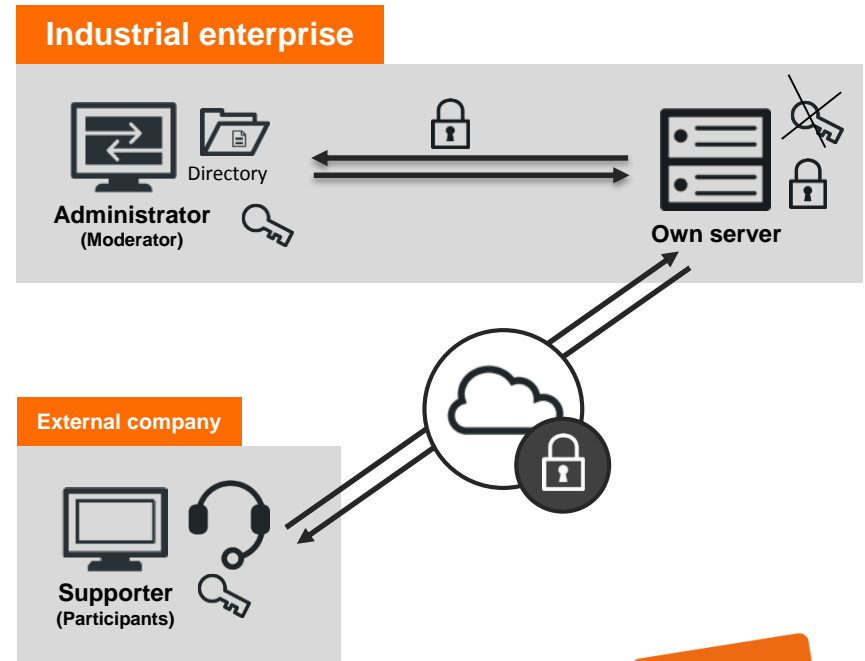 Industrial enterprise
Directory
Administrator
(Moderator)
Own server
External company
Supporter
(Participants)